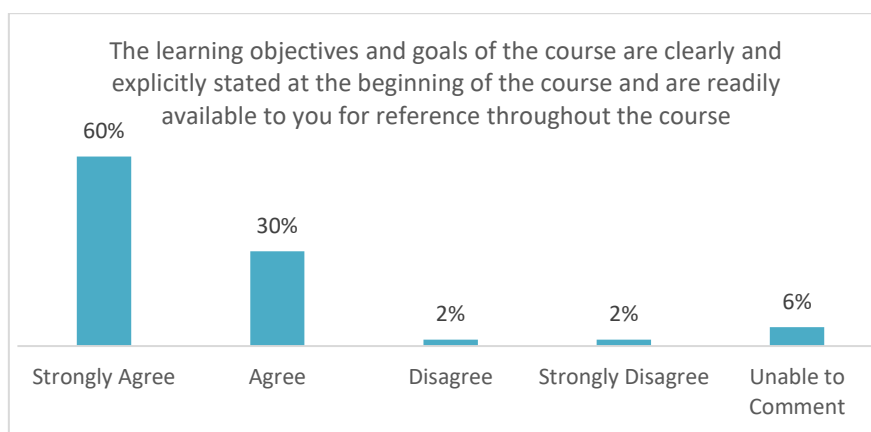 The learning objectives and goals of the course are clearly and
explicitly stated at the beginning of the course and are readily
available to you for reference throughout the course
60%
30%
2%
2%
6%
Strongly Agree
Agree
Disagree
Strongly Disagree
Unable to
Comment